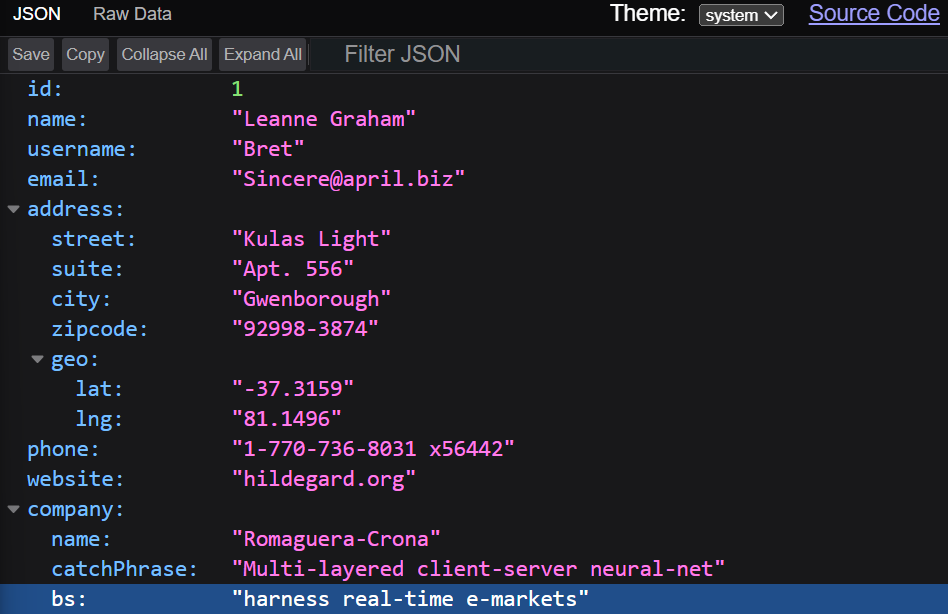 JSON Raw Data Theme: system Source Code
Save Copy Collapse All Expand All Filter JSON
id: 1
name: "Leanne Graham"
username: "Bret"
email: "Sincere@april.biz"
address:
street: "Kulas Light"
suite: "Apt. 556"
city: "Gwenborough"
zipcode: "92998-3874"
geo:
lat: "-37.3159"
lng: "81.1496"
phone: "1-770-736-8031 x56442"
website: "hildegard.org"
company:
name: "Romaguera-Crona"
catchPhrase: "Multi-layered client-server neural-net"
bs: "harness real-time e-markets"